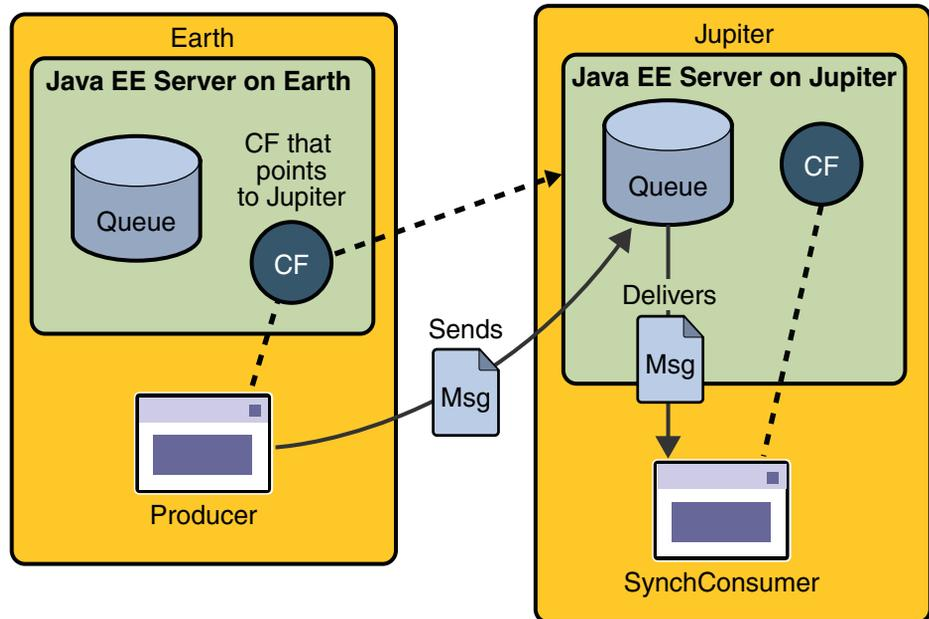 Earth
Java EE Server on Earth
CF that
points
to Jupiter
Queue
CF
Producer
Sends
Msg
Jupiter
Java EE Server on Jupiter
Queue
CF
Delivers
Msg
SynchConsumer